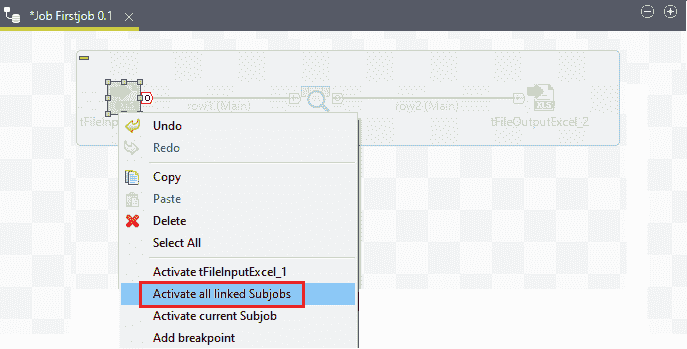 *Job Firstjob 0.1
row1 (Main)
row2 (Main)
tFileInp
tFileOutputExcel_2
XLS
Undo
Redo
Copy
Paste
Delete
Select All
Activate tFileInputExcel_1
Activate all linked Subjobs
Activate current Subjob
Add breakpoint